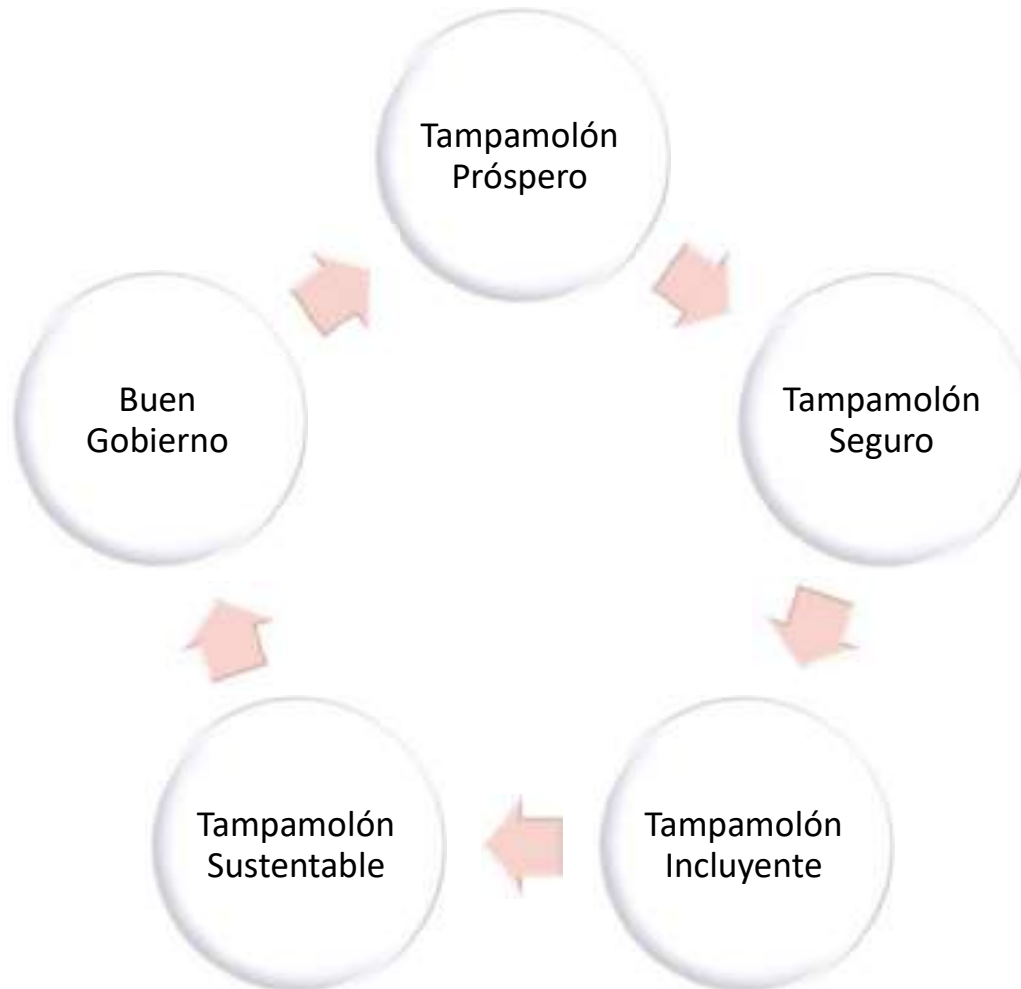 Tampamolón
Próspero
Tampamolón
Seguro
Tampamolón
Incluyente
Tampamolón
Sustentable
Buen
Gobierno